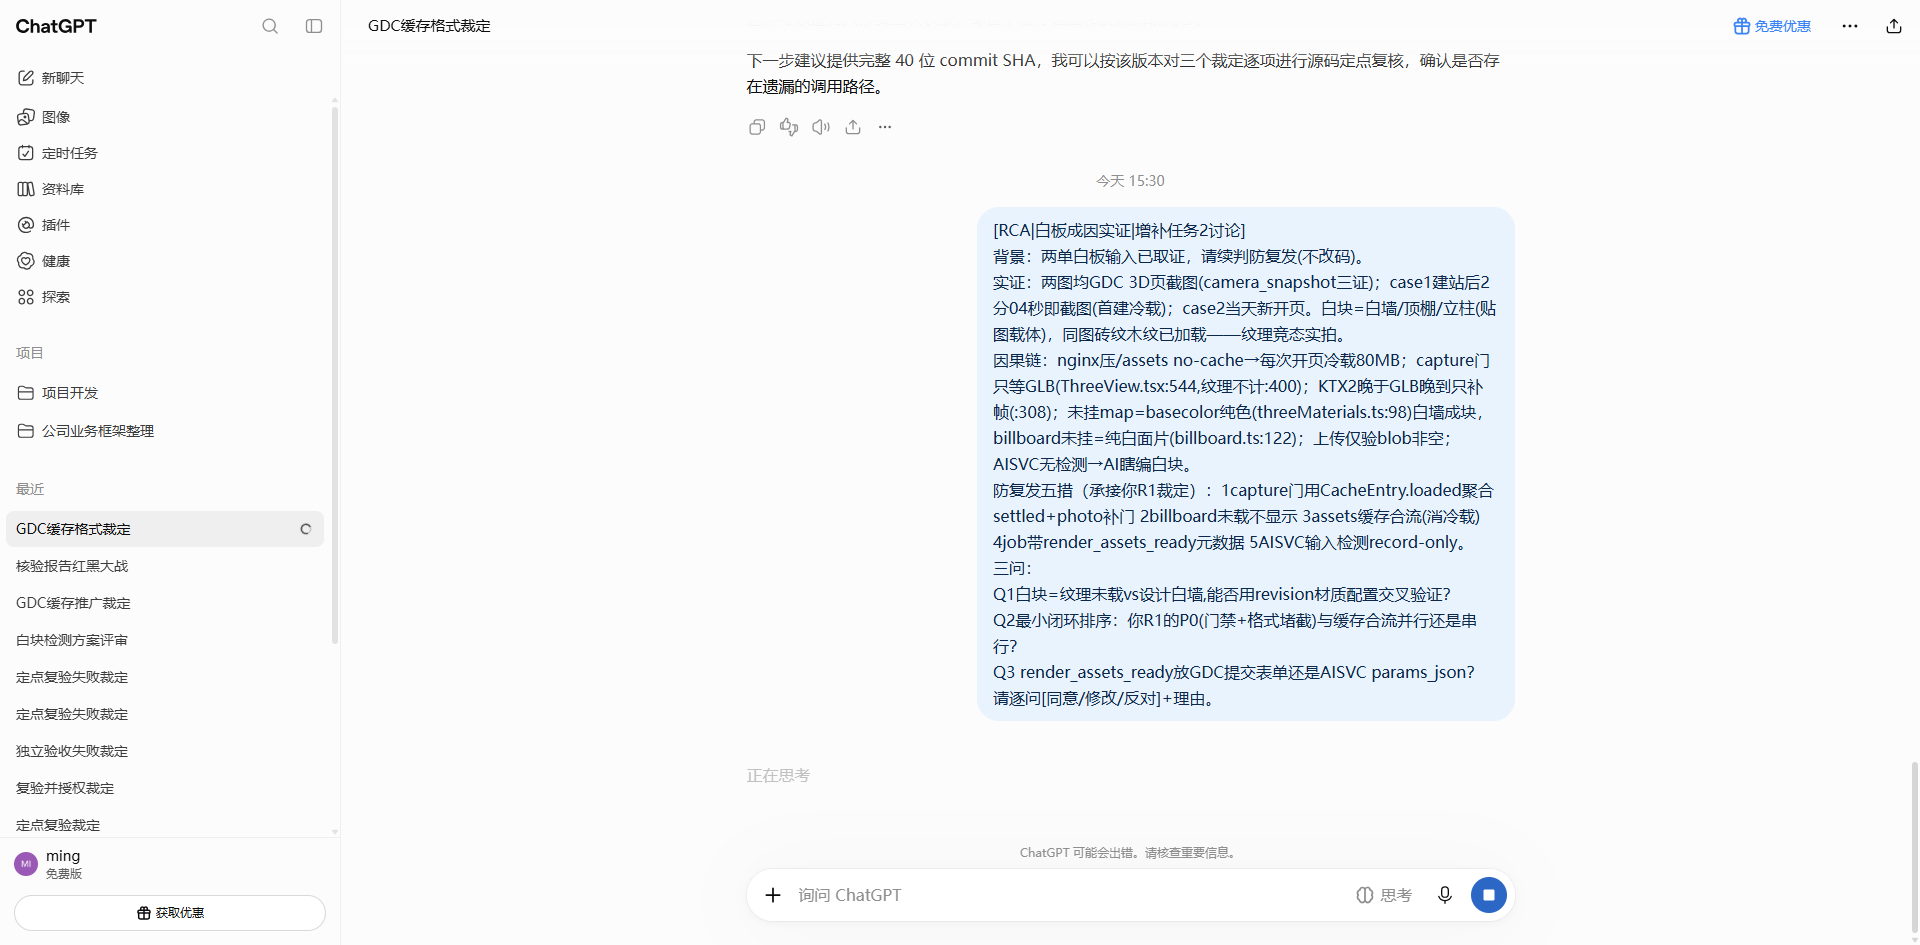 ChatGPT
新聊天
图像
定时任务
资料库
插件
健康
探索
项目
项目开发
公司业务框架整理
最近
GDC缓存格式裁定
核验报告红黑大战
GDC缓存推广裁定
白块检测方案评审
定点复验失败裁定
定点复验失败裁定
独立验收失败裁定
复验并授权裁定
定点复验裁定
MI
ming
免费版
获取优惠
GDC缓存格式裁定
免费优惠
下一步建议提供完整 40 位 commit SHA，我可以按该版本对三个裁定逐项进行源码定点复核，确认是否存
在遗漏的调用路径。
今天 15:30
[RCA|白板成因实证|增补任务2讨论]
背景：两单白板输入已取证，请续判防复发(不改码)。
实证：两图均GDC 3D页截图(camera_snapshot三证)；case1建站后2
分04秒即截图(首建冷载)；case2当天新开页。白块=白墙/顶棚/立柱(贴
图载体)，同图砖纹木纹已加载——纹理竞态实拍。
因果链：nginx压/assets no-cache→每次开页冷载80MB；capture门
只等GLB(ThreeView.tsx:544,纹理不计:400)；KTX2晚于GLB晚到只补
帧(:308)；未挂map=basecolor纯色(threeMaterials.ts:98)白墙成块，
billboard未挂=纯白面片(billboard.ts:122)；上传仅验blob非空；
AISVC无检测→AI瞎编白块。
防复发五措（承接你R1裁定）：1capture门用CacheEntry.loaded聚合
settled+photo补门 2billboard未载不显示 3assets缓存合流(消冷载)
4job带render_assets_ready元数据 5AISVC输入检测record-only。
三问：
Q1白块=纹理未载vs设计白墙,能否用revision材质配置交叉验证？
Q2最小闭环排序：你R1的P0(门禁+格式堵截)与缓存合流并行还是串
行？
Q3 render_assets_ready放GDC提交表单还是AISVC params_json？
请逐问[同意/修改/反对]+理由。
正在思考
ChatGPT 可能会出错。请核查重要信息。
询问 ChatGPT
思考